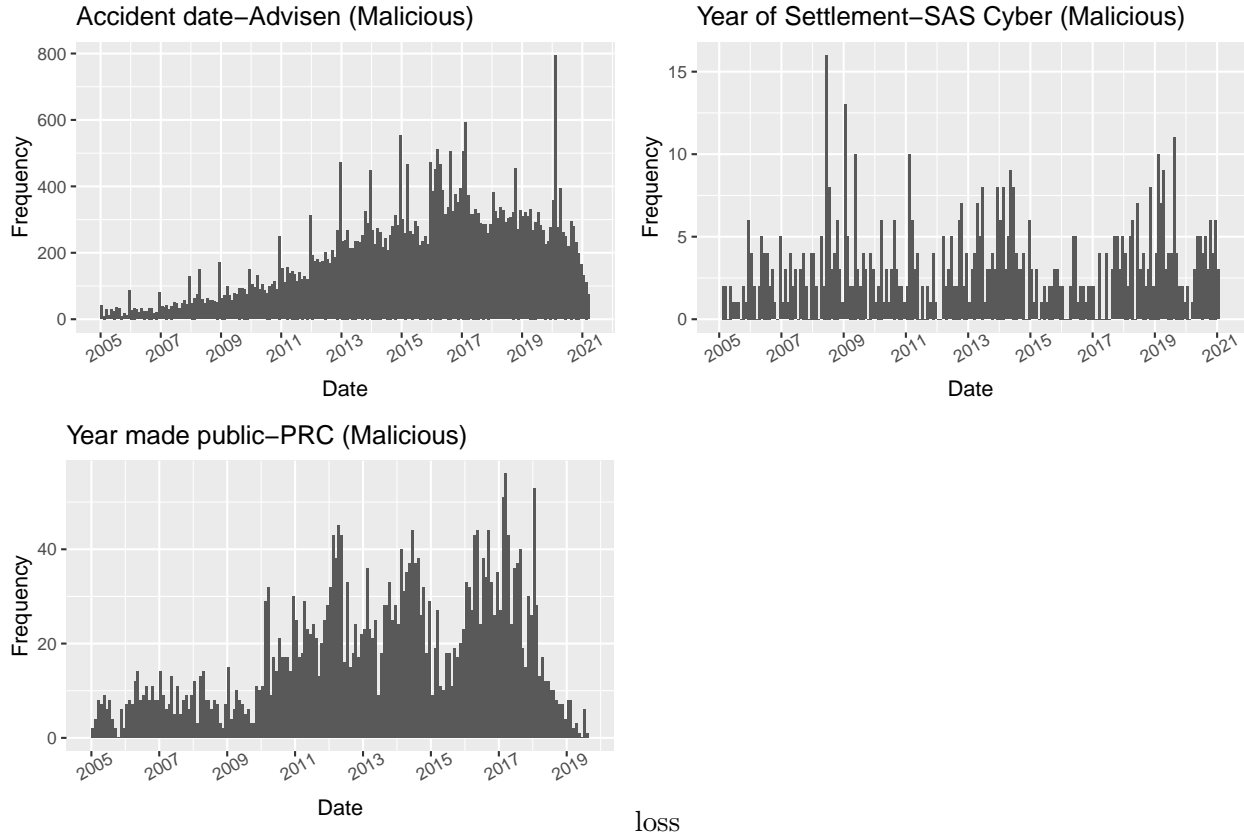 Accident date−Advisen (Malicious)
800
600
400
200
0
Frequency
2005 2007 2009 2011 2013 2015 2017 2019 2021
Date
Year of Settlement−SAS Cyber (Malicious)
15
10
5
0
Frequency
2005 2007 2009 2011 2013 2015 2017 2019 2021
Date
Year made public−PRC (Malicious)
40
20
0
Frequency
2005 2007 2009 2011 2013 2015 2017 2019
Date
loss